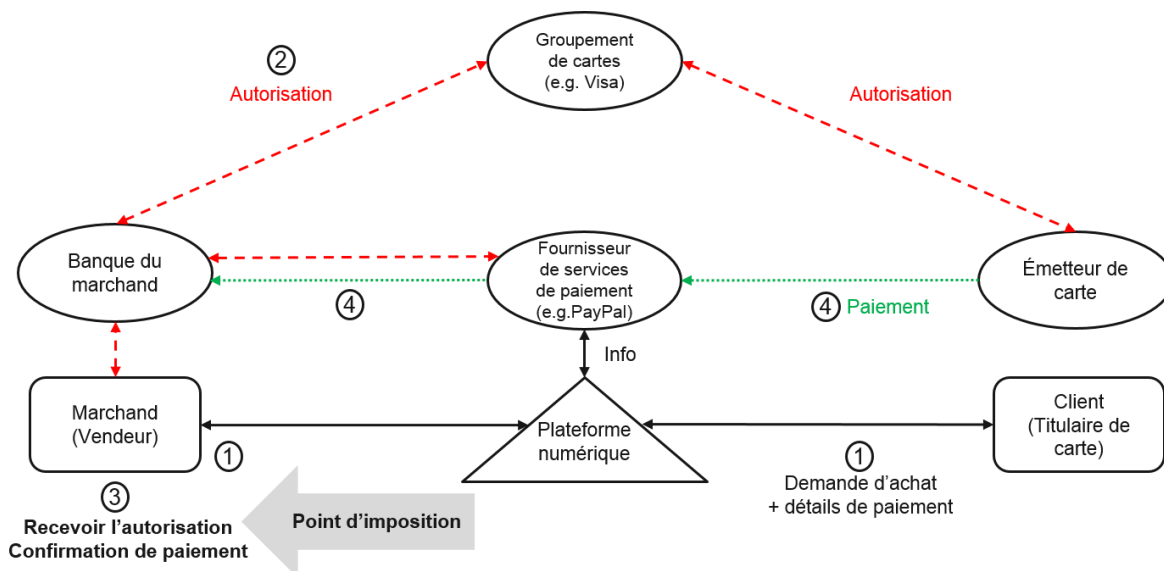 Groupement
de cartes
(e.g. Visa)
2
Autorisation
Autorisation
Banque du
marchand
Fournisseur
de services
de paiement
(e.g.PayPal)
Émetteur de
carte
4
4 Paiement
Info
Marchand
(Vendeur)
Plateforme
numérique
Client
(Titulaire de
carte)
1
1
Demande d’achat
+ détails de paiement
3
Recevoir l’autorisation
Confirmation de paiement
Point d’imposition